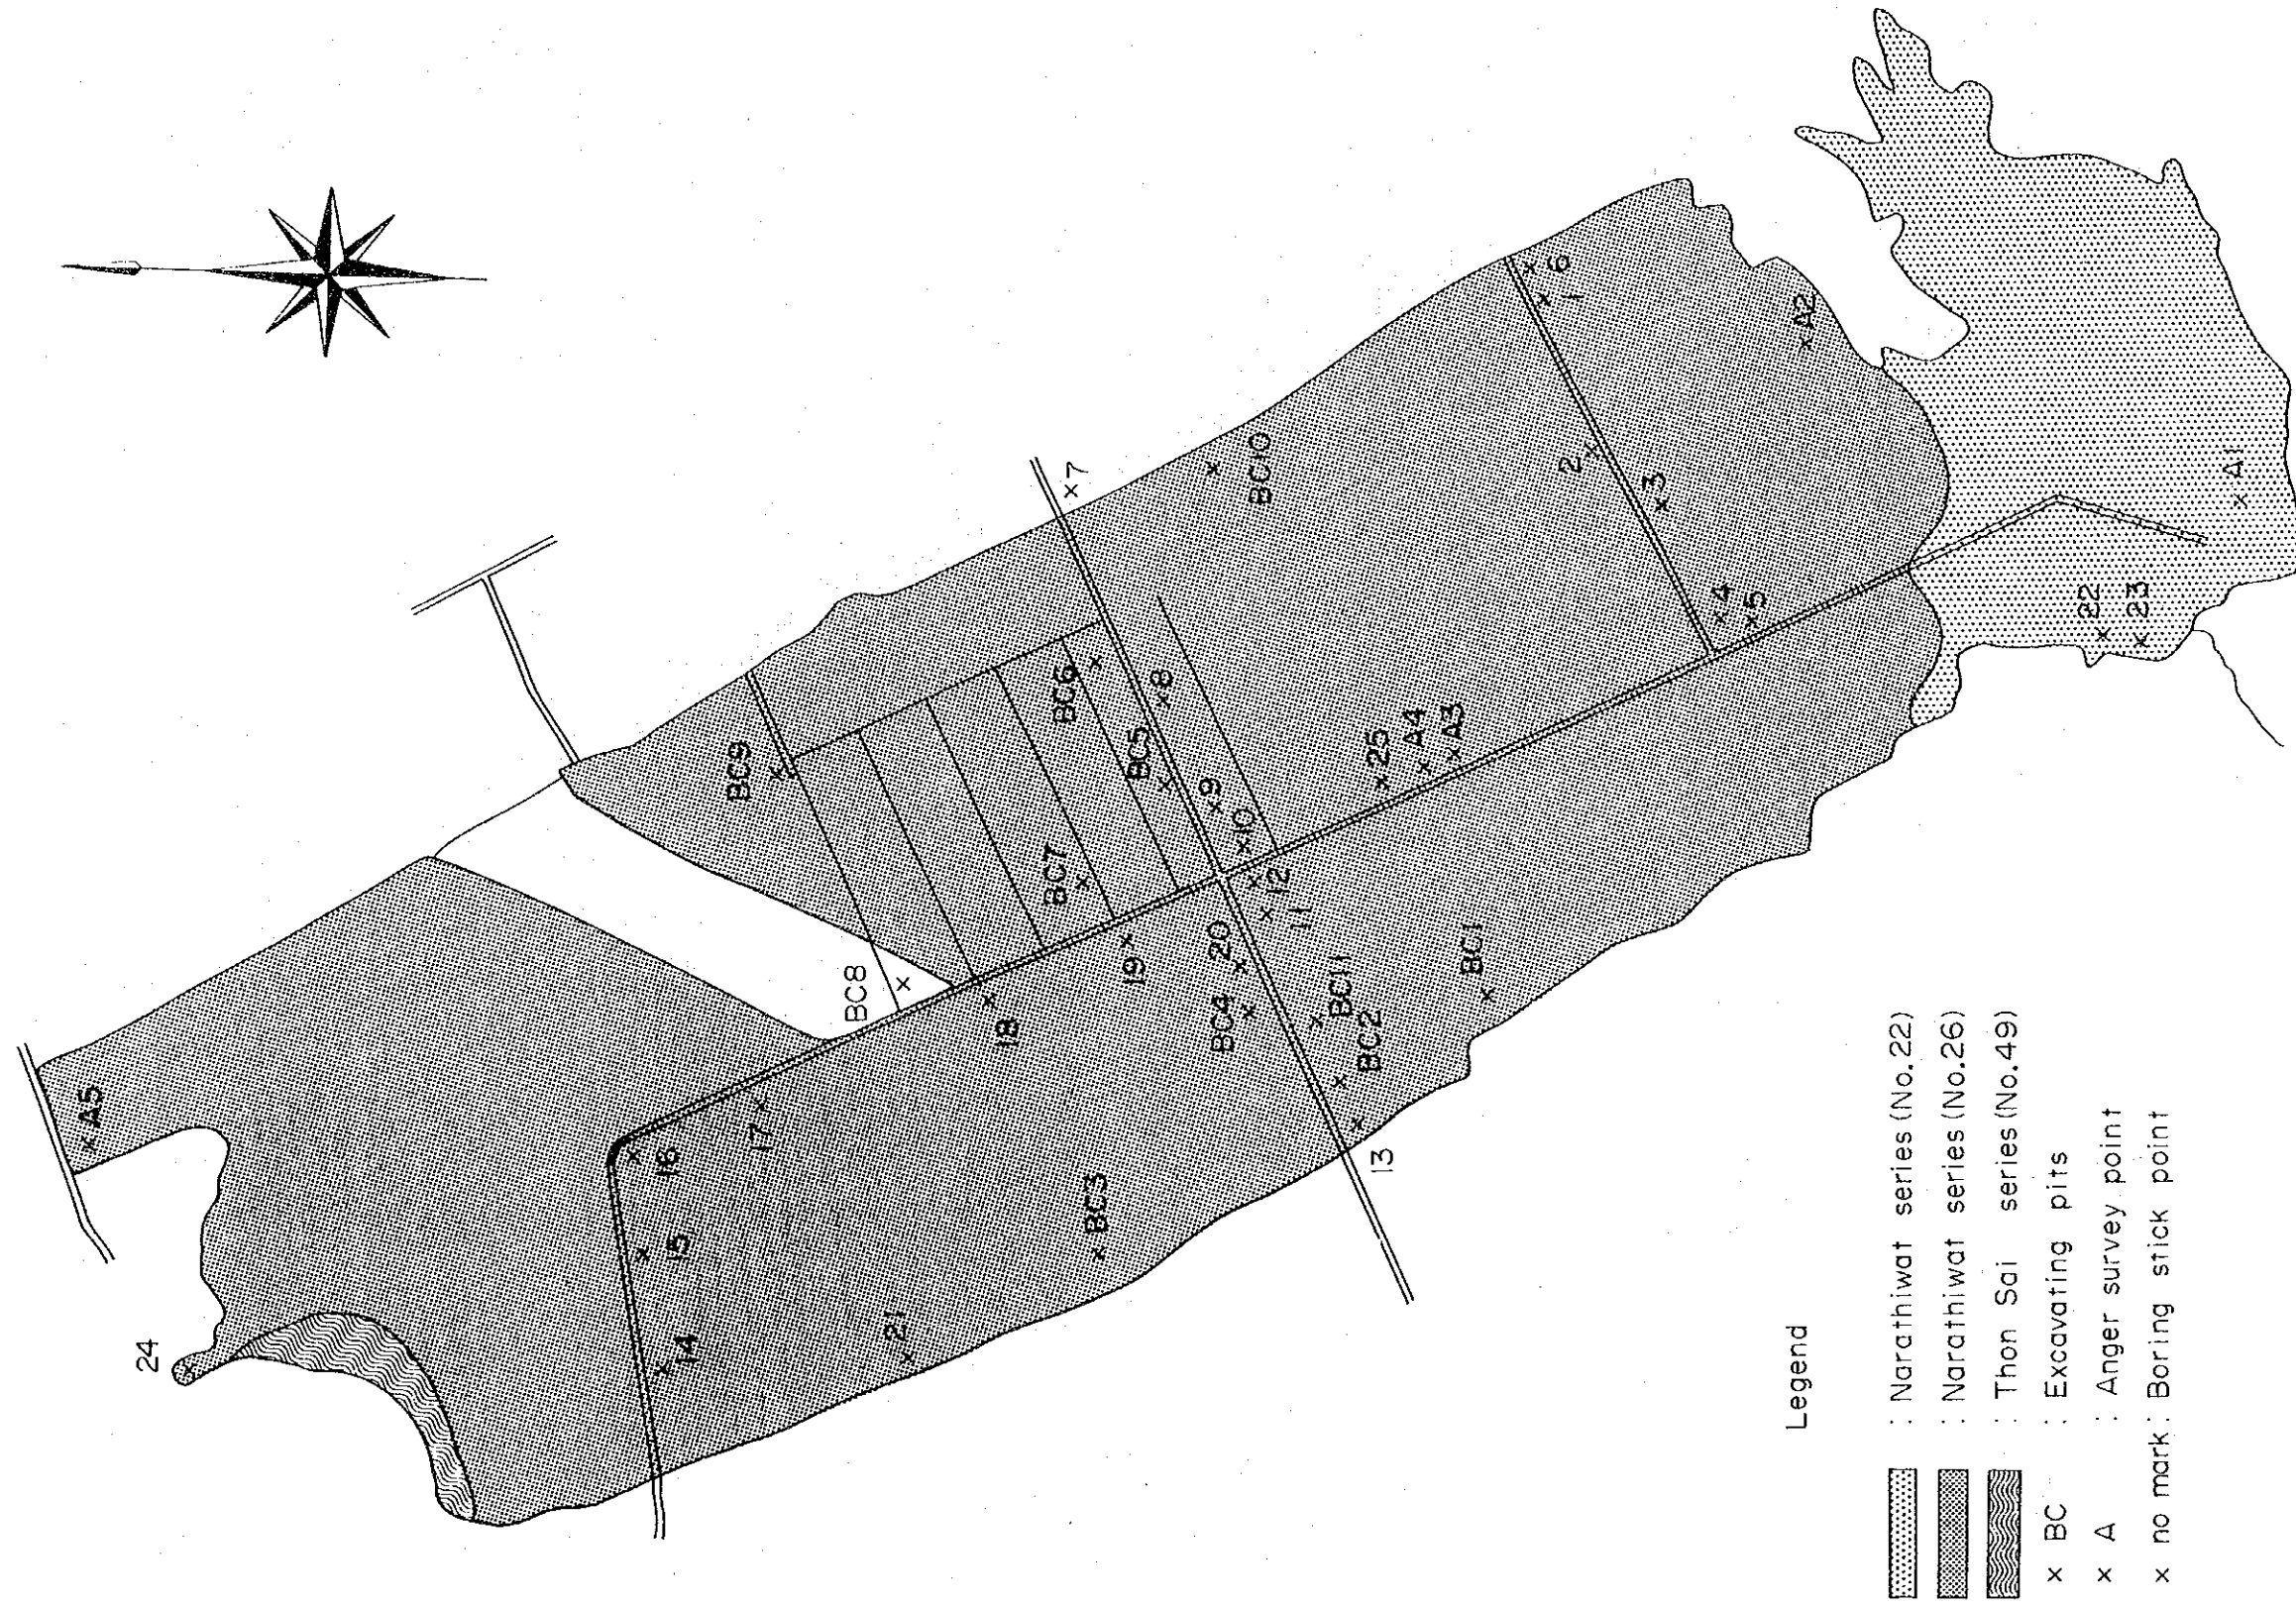 24
A5
14
15
16
17
21
18
BC3
BC8
BC9
BC7
19
BC6
7
BC5
8
BC10
BC4
20
9
10
11
12
BC11
BC2
13
BC1
25
A4
A3
6
1
2
3
4
5
A2
22
23
A1
Legend
: Narathiwat series (No.22)
: Narathiwat series (No.26)
: Thon Sai series (No.49)
× BC : Excavating pits
× A : Anger survey point
× no mark : Boring stick point